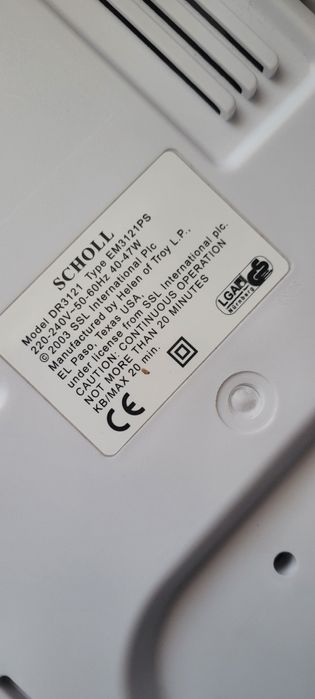 SCHOLL
Model DR3121 Type EM3121PS
220-240V~50-60Hz 40-47W
© 2003 SSL International Plc
Manufactured by Helen of Troy L.P.,
EL Paso, Texas USA,
under license from SSL International plc.
CAUTION: CONTINUOUS OPERATION
NOT MORE THAN 20 MINUTES
KB/MAX 20 min.
CE
LGA
Nürnberg
GS